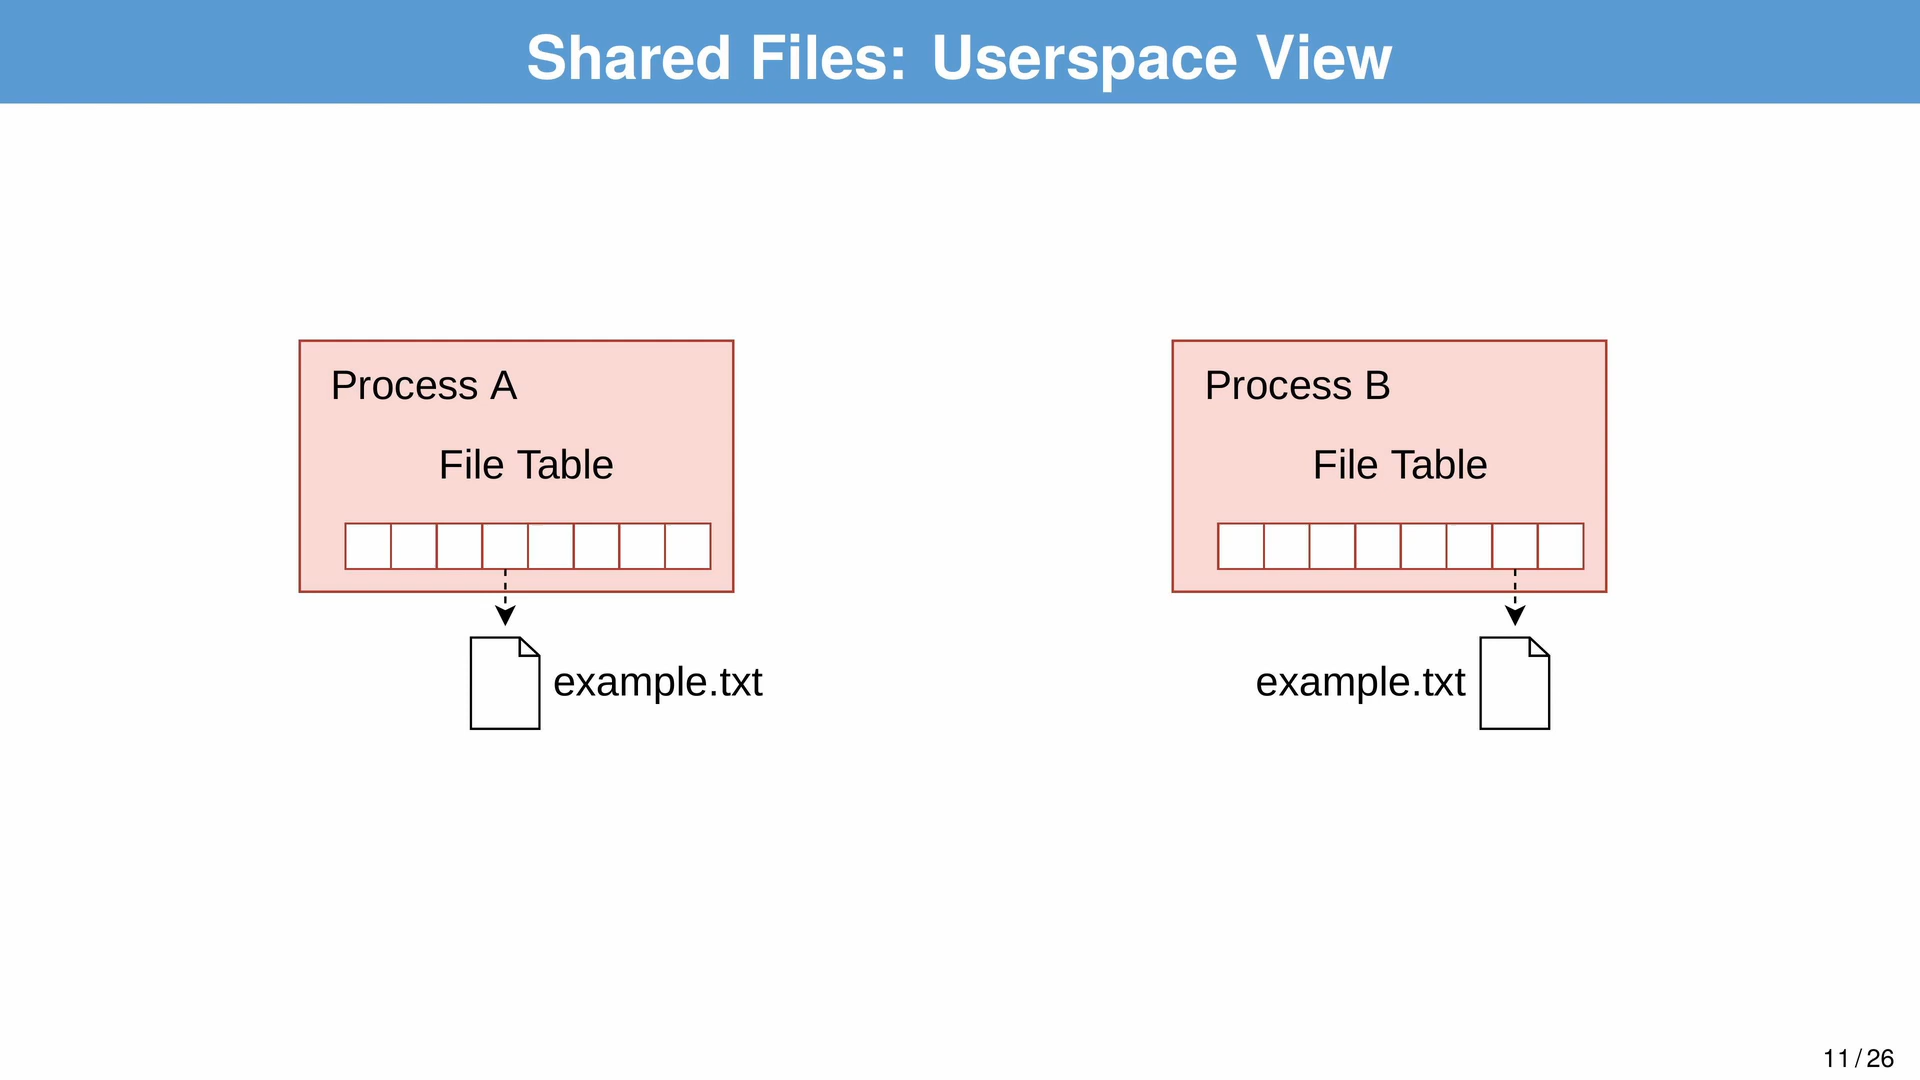 Shared Files: Userspace View
Process A
File Table
example.txt
Process B
File Table
example.txt
11 / 26